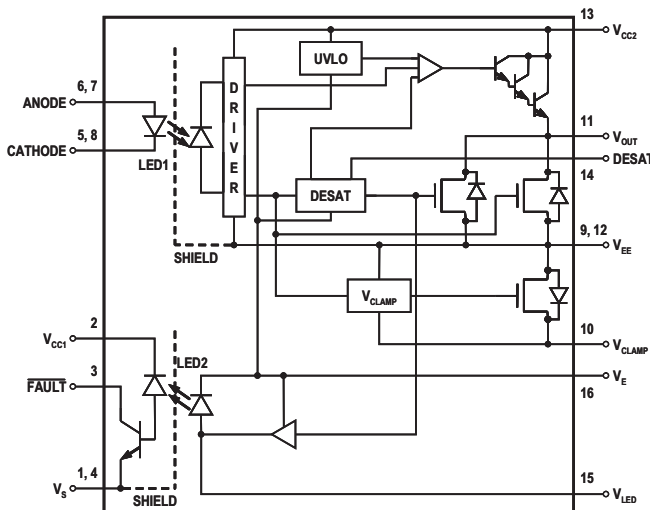 13
VCC2
UVLO
6, 7
ANODE
DRIVER
5, 8
CATHODE
LED1
11
VOUT
DESAT
14
DESAT
9, 12
VEE
SHIELD
VCLAMP
2
VCC1
10
VCLAMP
3
FAULT
LED2
VE
16
1, 4
VS
SHIELD
15
VLED